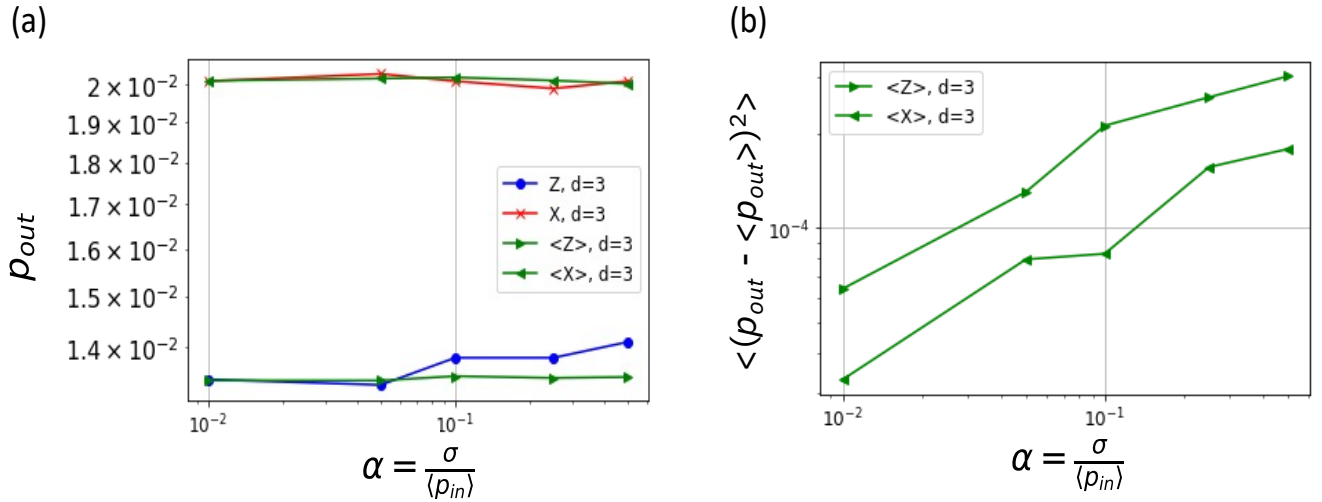 (a)
2 × 10⁻²
1.9 × 10⁻²
1.8 × 10⁻²
1.7 × 10⁻²
1.6 × 10⁻²
1.5 × 10⁻²
1.4 × 10⁻²
p_out
Z, d=3
X, d=3
<Z>, d=3
<X>, d=3
10⁻²
10⁻¹
α = σ/⟨p_in⟩
(b)
<Z>, d=3
<X>, d=3
10⁻⁴
<(p_out - <p_out>)²>
10⁻²
10⁻¹
α = σ/⟨p_in⟩